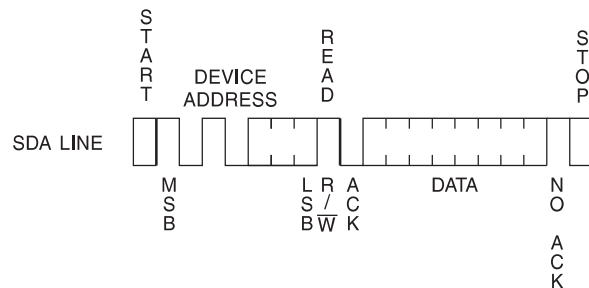 START
READ
STOP
DEVICE
ADDRESS
SDA LINE
MSB
LSB
R/W
ACK
DATA
NO ACK